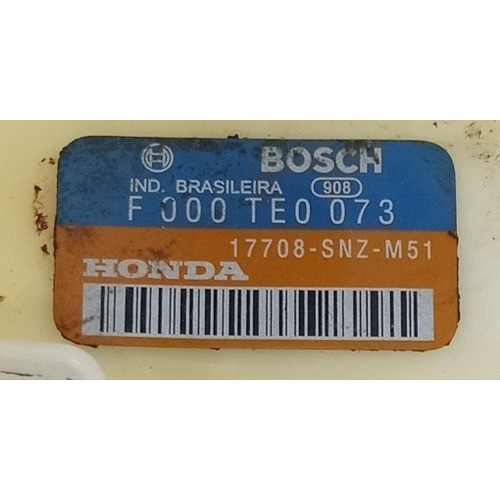 BOSCH
IND. BRASILEIRA 908
F 000 TE0 073
17708-SNZ-M51
HONDA